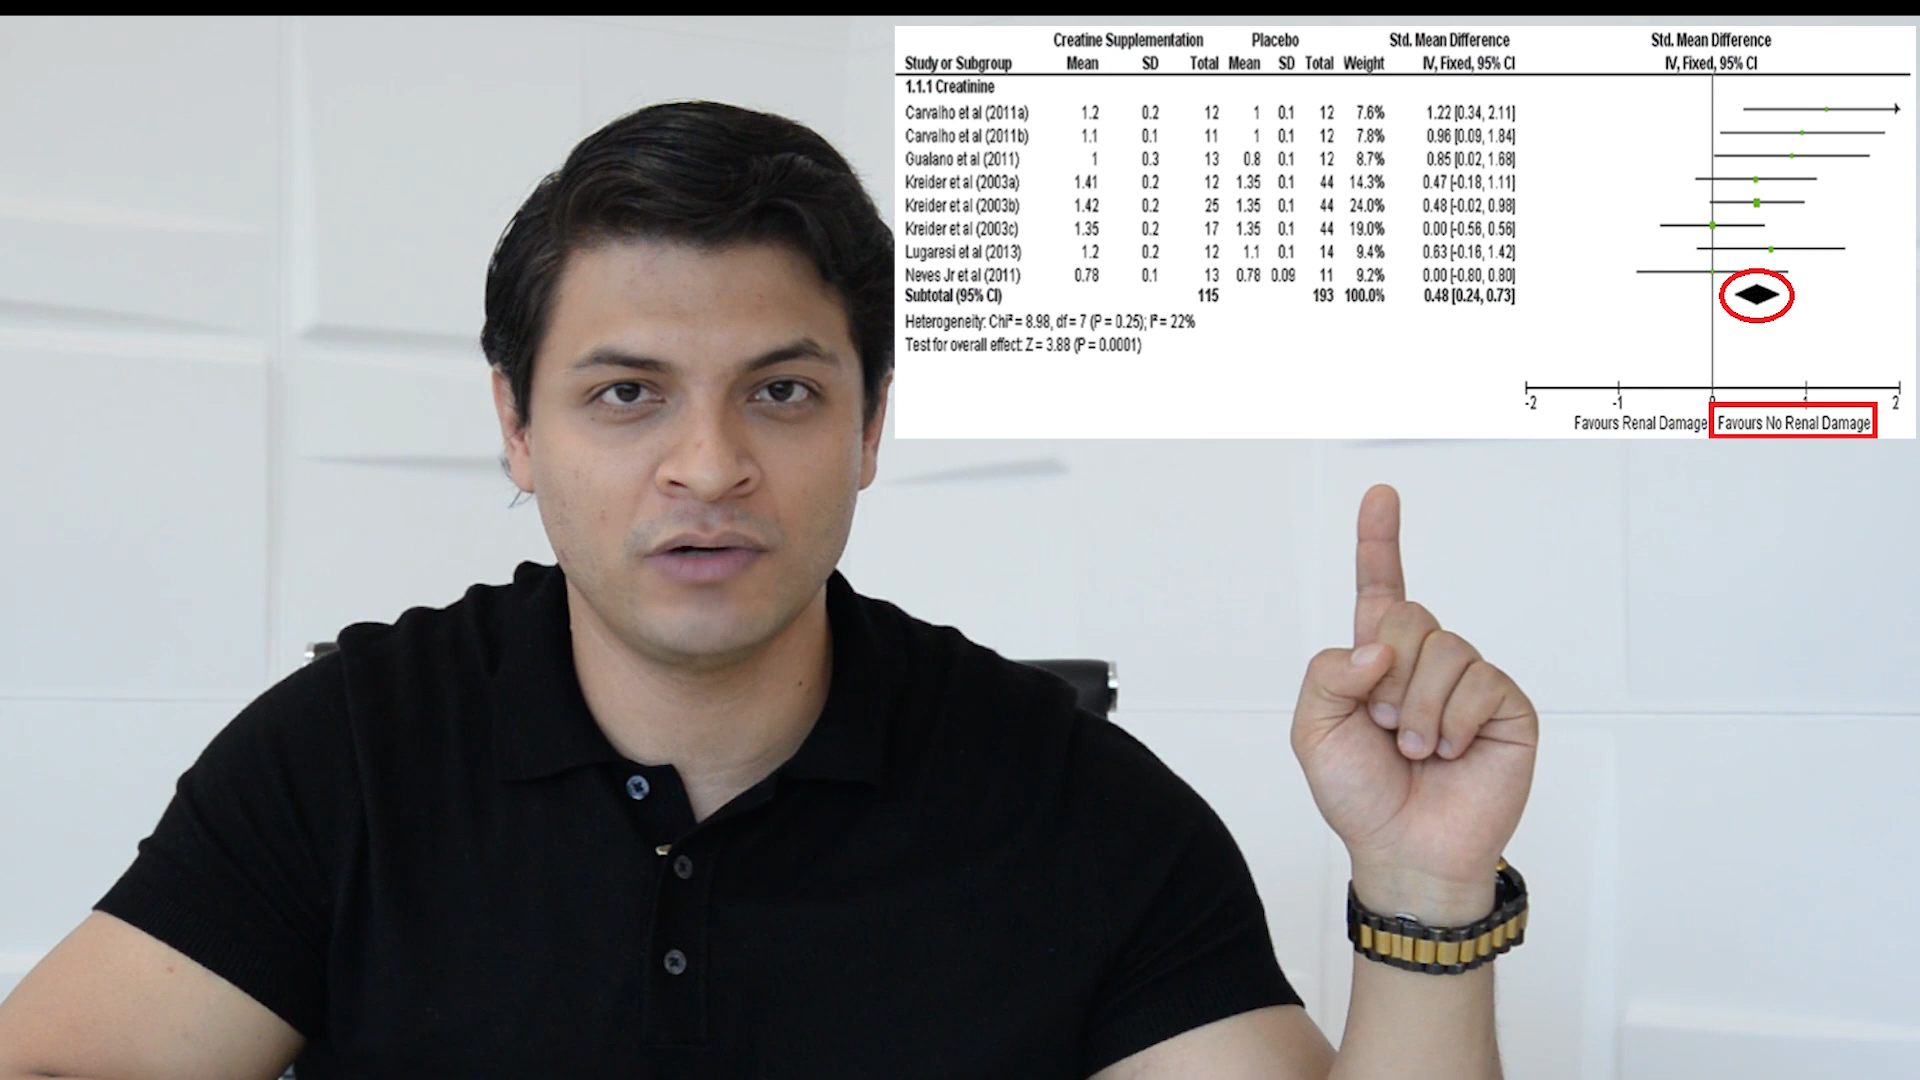 Creatine Supplementation Placebo Std. Mean Difference Std. Mean Difference
Study or Subgroup Mean SD Total Mean SD Total Weight IV, Fixed, 95% CI IV, Fixed, 95% CI
1.1.1 Creatinine
Carvalho et al (2011a) 1.2 0.2 12 1 0.1 12 7.6% 1.22 [0.34, 2.11]
Carvalho et al (2011b) 1.1 0.1 11 1 0.1 12 7.8% 0.96 [0.09, 1.84]
Gualano et al (2011) 1 0.3 13 0.8 0.1 12 8.7% 0.85 [0.02, 1.68]
Kreider et al (2003a) 1.41 0.2 12 1.35 0.1 44 14.3% 0.47 [-0.18, 1.11]
Kreider et al (2003b) 1.42 0.2 25 1.35 0.1 44 24.0% 0.48 [-0.02, 0.98]
Kreider et al (2003c) 1.35 0.2 17 1.35 0.1 44 19.0% 0.00 [-0.56, 0.56]
Lugaresi et al (2013) 1.2 0.2 12 1.1 0.1 14 9.4% 0.63 [-0.16, 1.42]
Neves Jr et al (2011) 0.78 0.1 13 0.78 0.09 11 9.2% 0.00 [-0.80, 0.80]
Subtotal (95% CI) 115 193 100.0% 0.48 [0.24, 0.73]
Heterogeneity: Chi² = 8.98, df = 7 (P = 0.25); I² = 22%
Test for overall effect: Z = 3.88 (P = 0.0001)
-2 -1 0 1 2
Favours Renal Damage Favours No Renal Damage